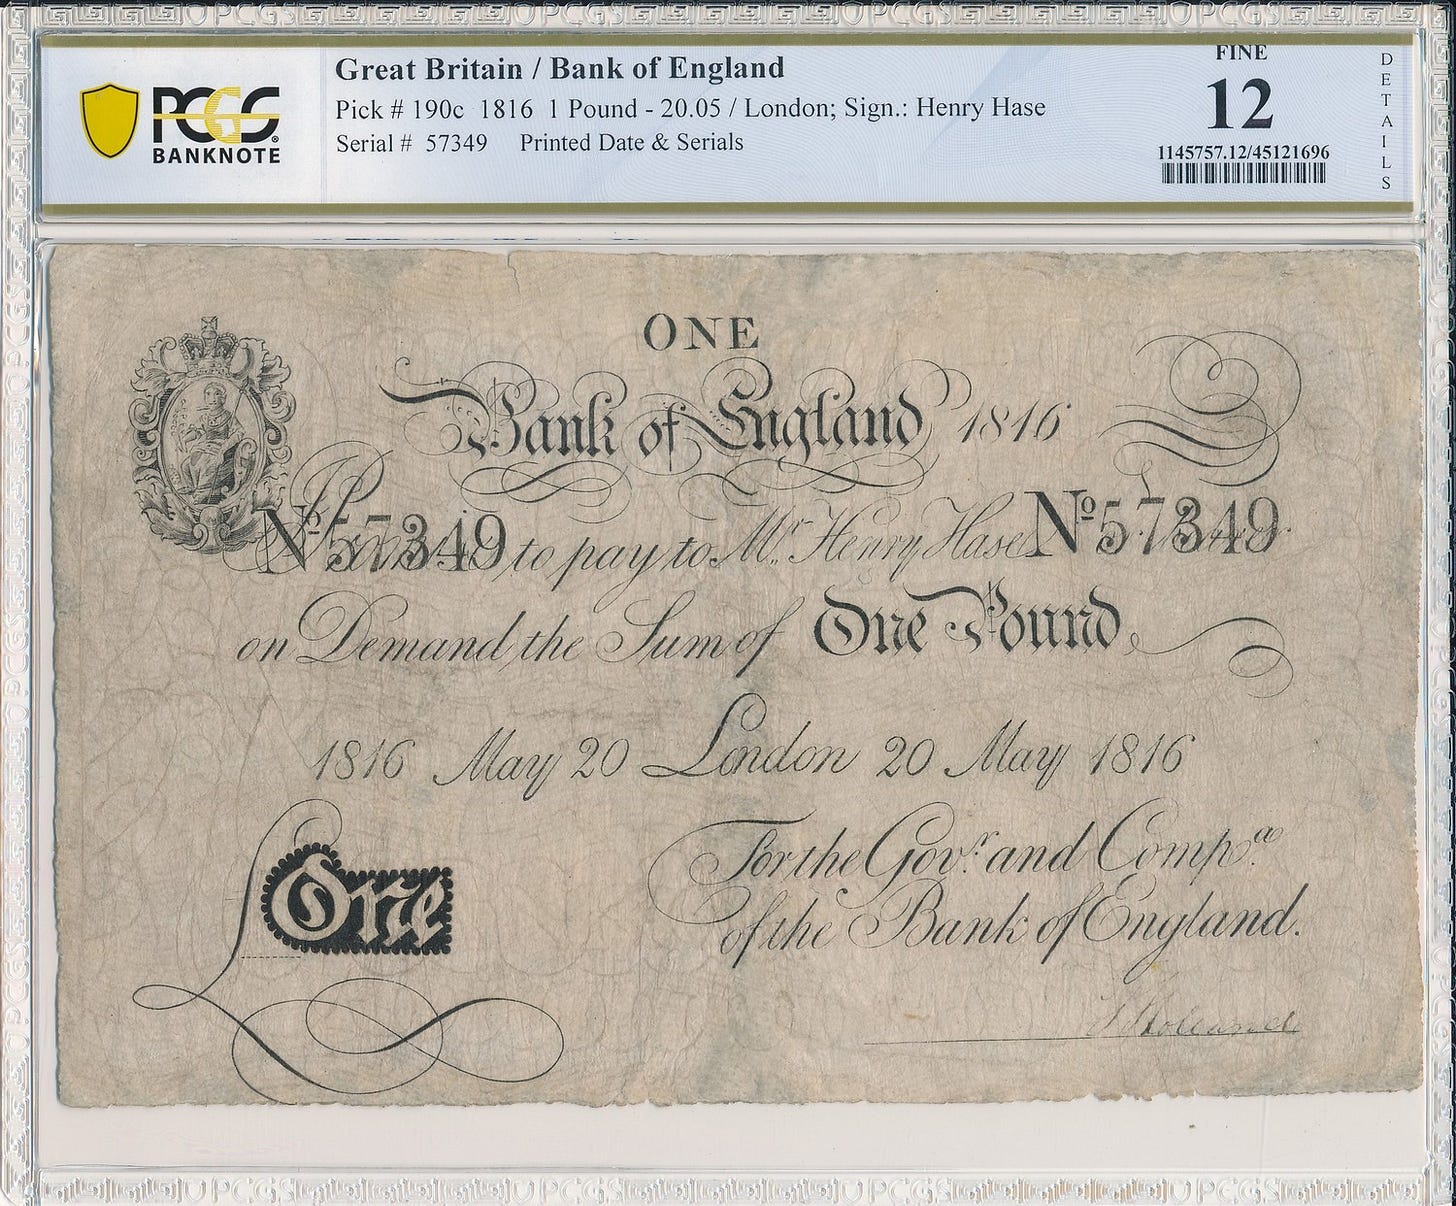 Great Britain / Bank of England
Pick # 190c 1816 1 Pound - 20.05 / London; Sign.: Henry Hase
Serial # 57349 Printed Date & Serials
PCGS
BANKNOTE
FINE
12
1145757.12/45121696
DETAILS
ONE
Bank of England 1816
Nº 57349 to pay to Mr. Henry Hase Nº 57349
on Demand the Sum of One Pound
1816 May 20 London 20 May 1816
For the Govr. and Compa.
of the Bank of England.
£ One